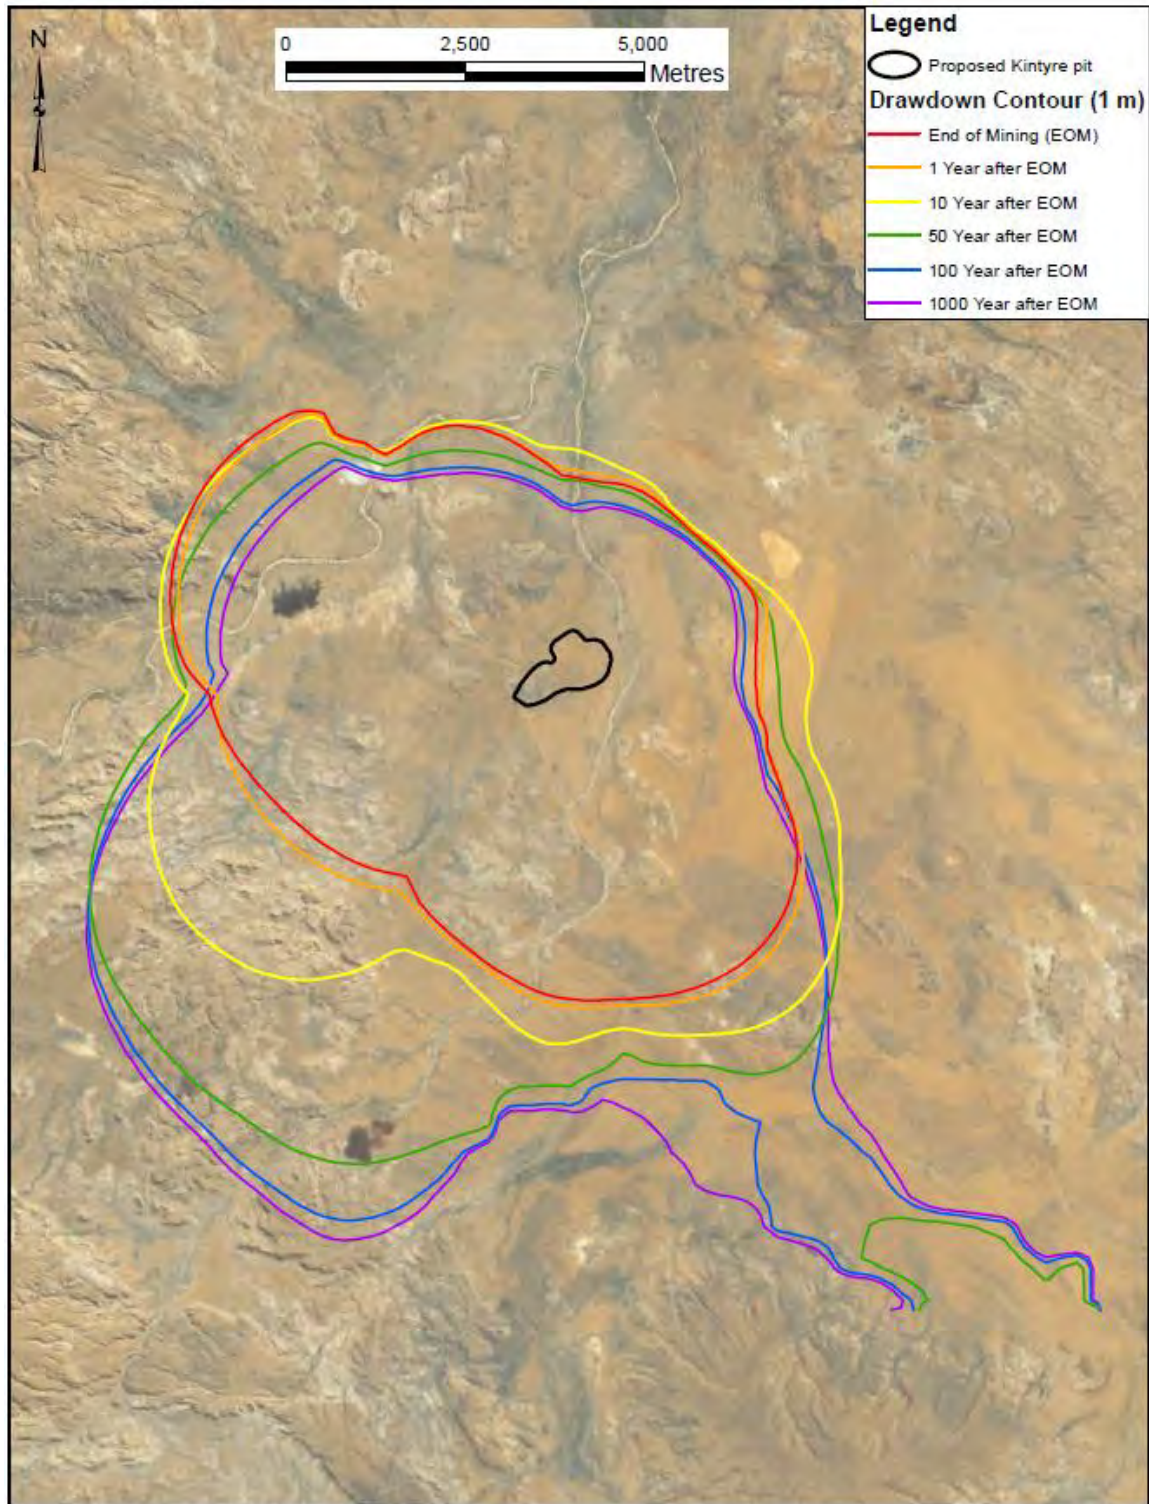 N
0 2,500 5,000
Metres
Legend
Proposed Kintyre pit
Drawdown Contour (1 m)
End of Mining (EOM)
1 Year after EOM
10 Year after EOM
50 Year after EOM
100 Year after EOM
1000 Year after EOM